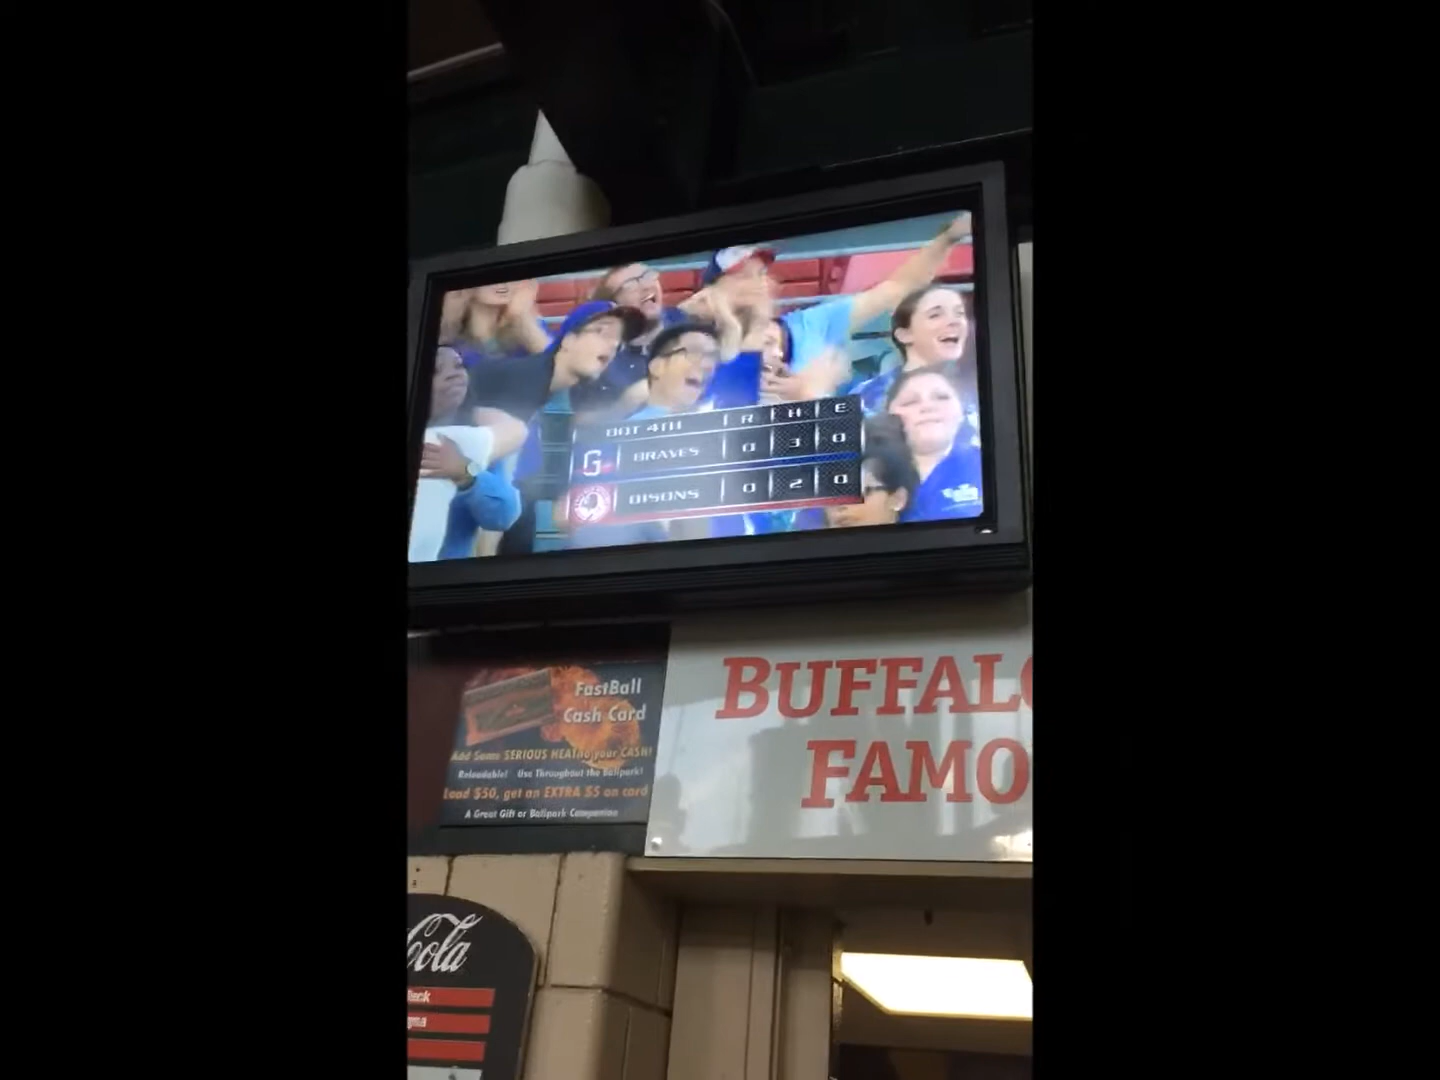 BOT 4TH R H E
G BRAVES 0 3 0
BISONS 0 2 0
FastBall
Cash Card
Add Some SERIOUS HEAT to your CASH!
Reloadable! Use Throughout the Ballpark!
Load $50, get an EXTRA $5 on card
A Great Gift or Ballpark Companion
BUFFALO
FAMO
Cola